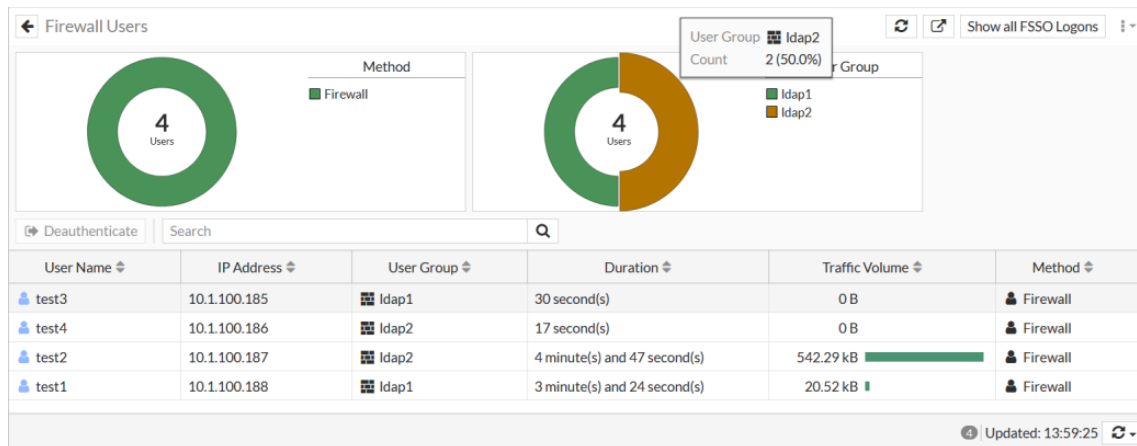 Firewall Users
Show all FSSO Logons
User Group ldap2
Count 2 (50.0%)
Method
Firewall
4
Users
r Group
ldap1
ldap2
4
Users
Deauthenticate
Search
User Name IP Address User Group Duration Traffic Volume Method
test3 10.1.100.185 ldap1 30 second(s) 0 B Firewall
test4 10.1.100.186 ldap2 17 second(s) 0 B Firewall
test2 10.1.100.187 ldap2 4 minute(s) and 47 second(s) 542.29 kB Firewall
test1 10.1.100.188 ldap1 3 minute(s) and 24 second(s) 20.52 kB Firewall
4 Updated: 13:59:25